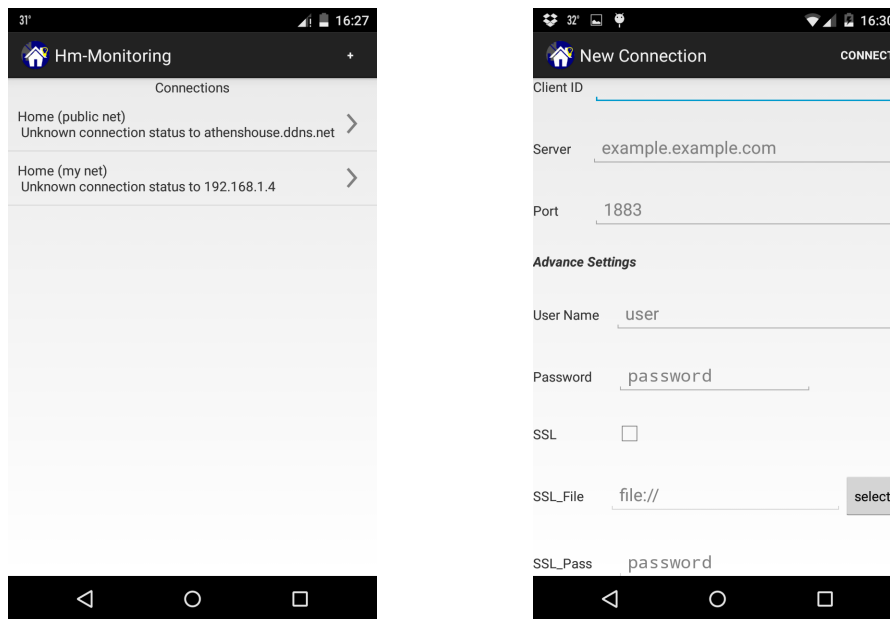 31°
16:27
Hm-Monitoring
+
Connections
Home (public net)
Unknown connection status to athenshouse.ddns.net
Home (my net)
Unknown connection status to 192.168.1.4
32°
16:30
New Connection
CONNECT
Client ID
Server example.example.com
Port 1883
Advance Settings
User Name user
Password password
SSL
SSL_File file:// select
SSL_Pass password